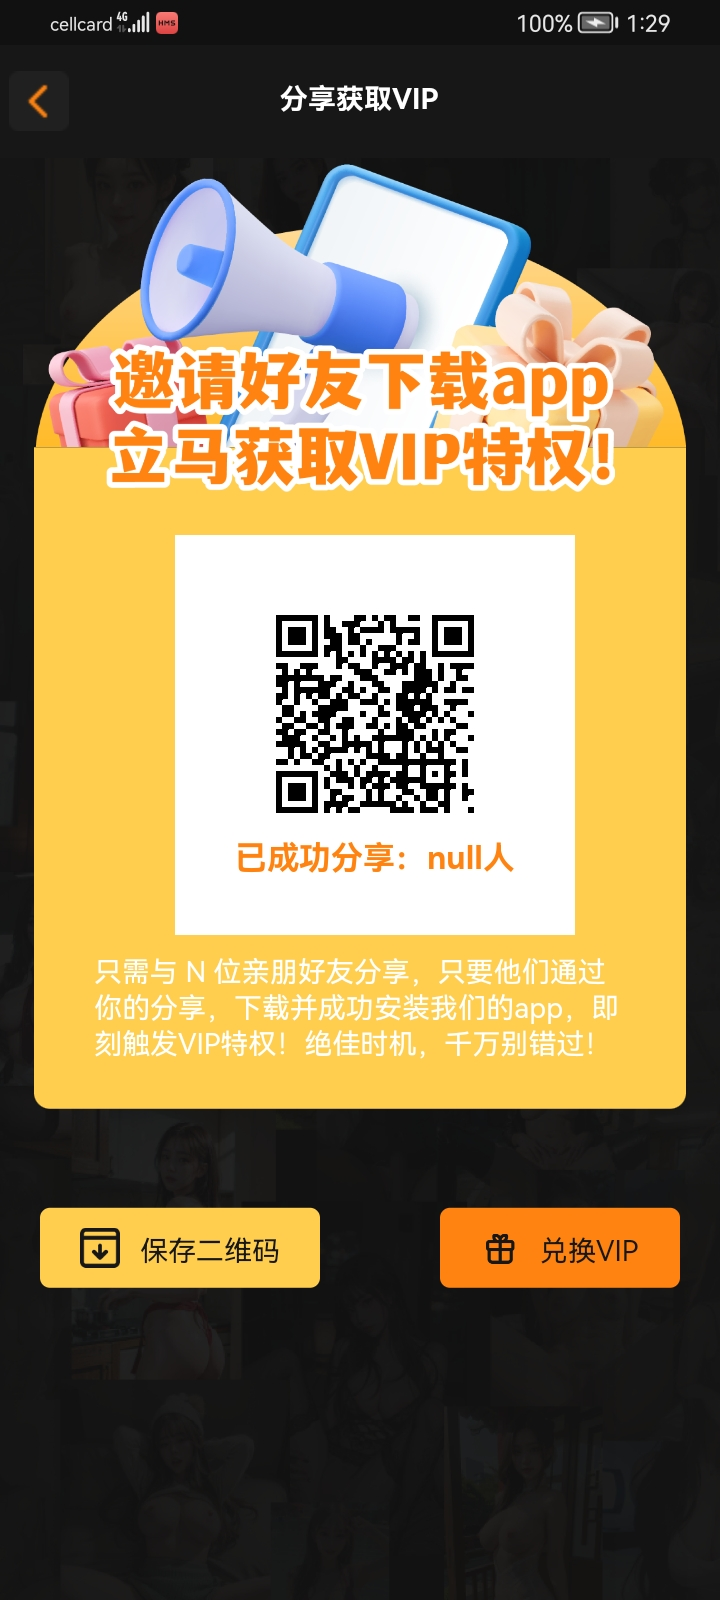 cellcard 4G HMS 100% 1:29
分享获取VIP
邀请好友下载app
立马获取VIP特权!
已成功分享：null人
只需与 N 位亲朋好友分享，只要他们通过
你的分享，下载并成功安装我们的app，即
刻触发VIP特权！绝佳时机，千万别错过！
保存二维码
兑换VIP